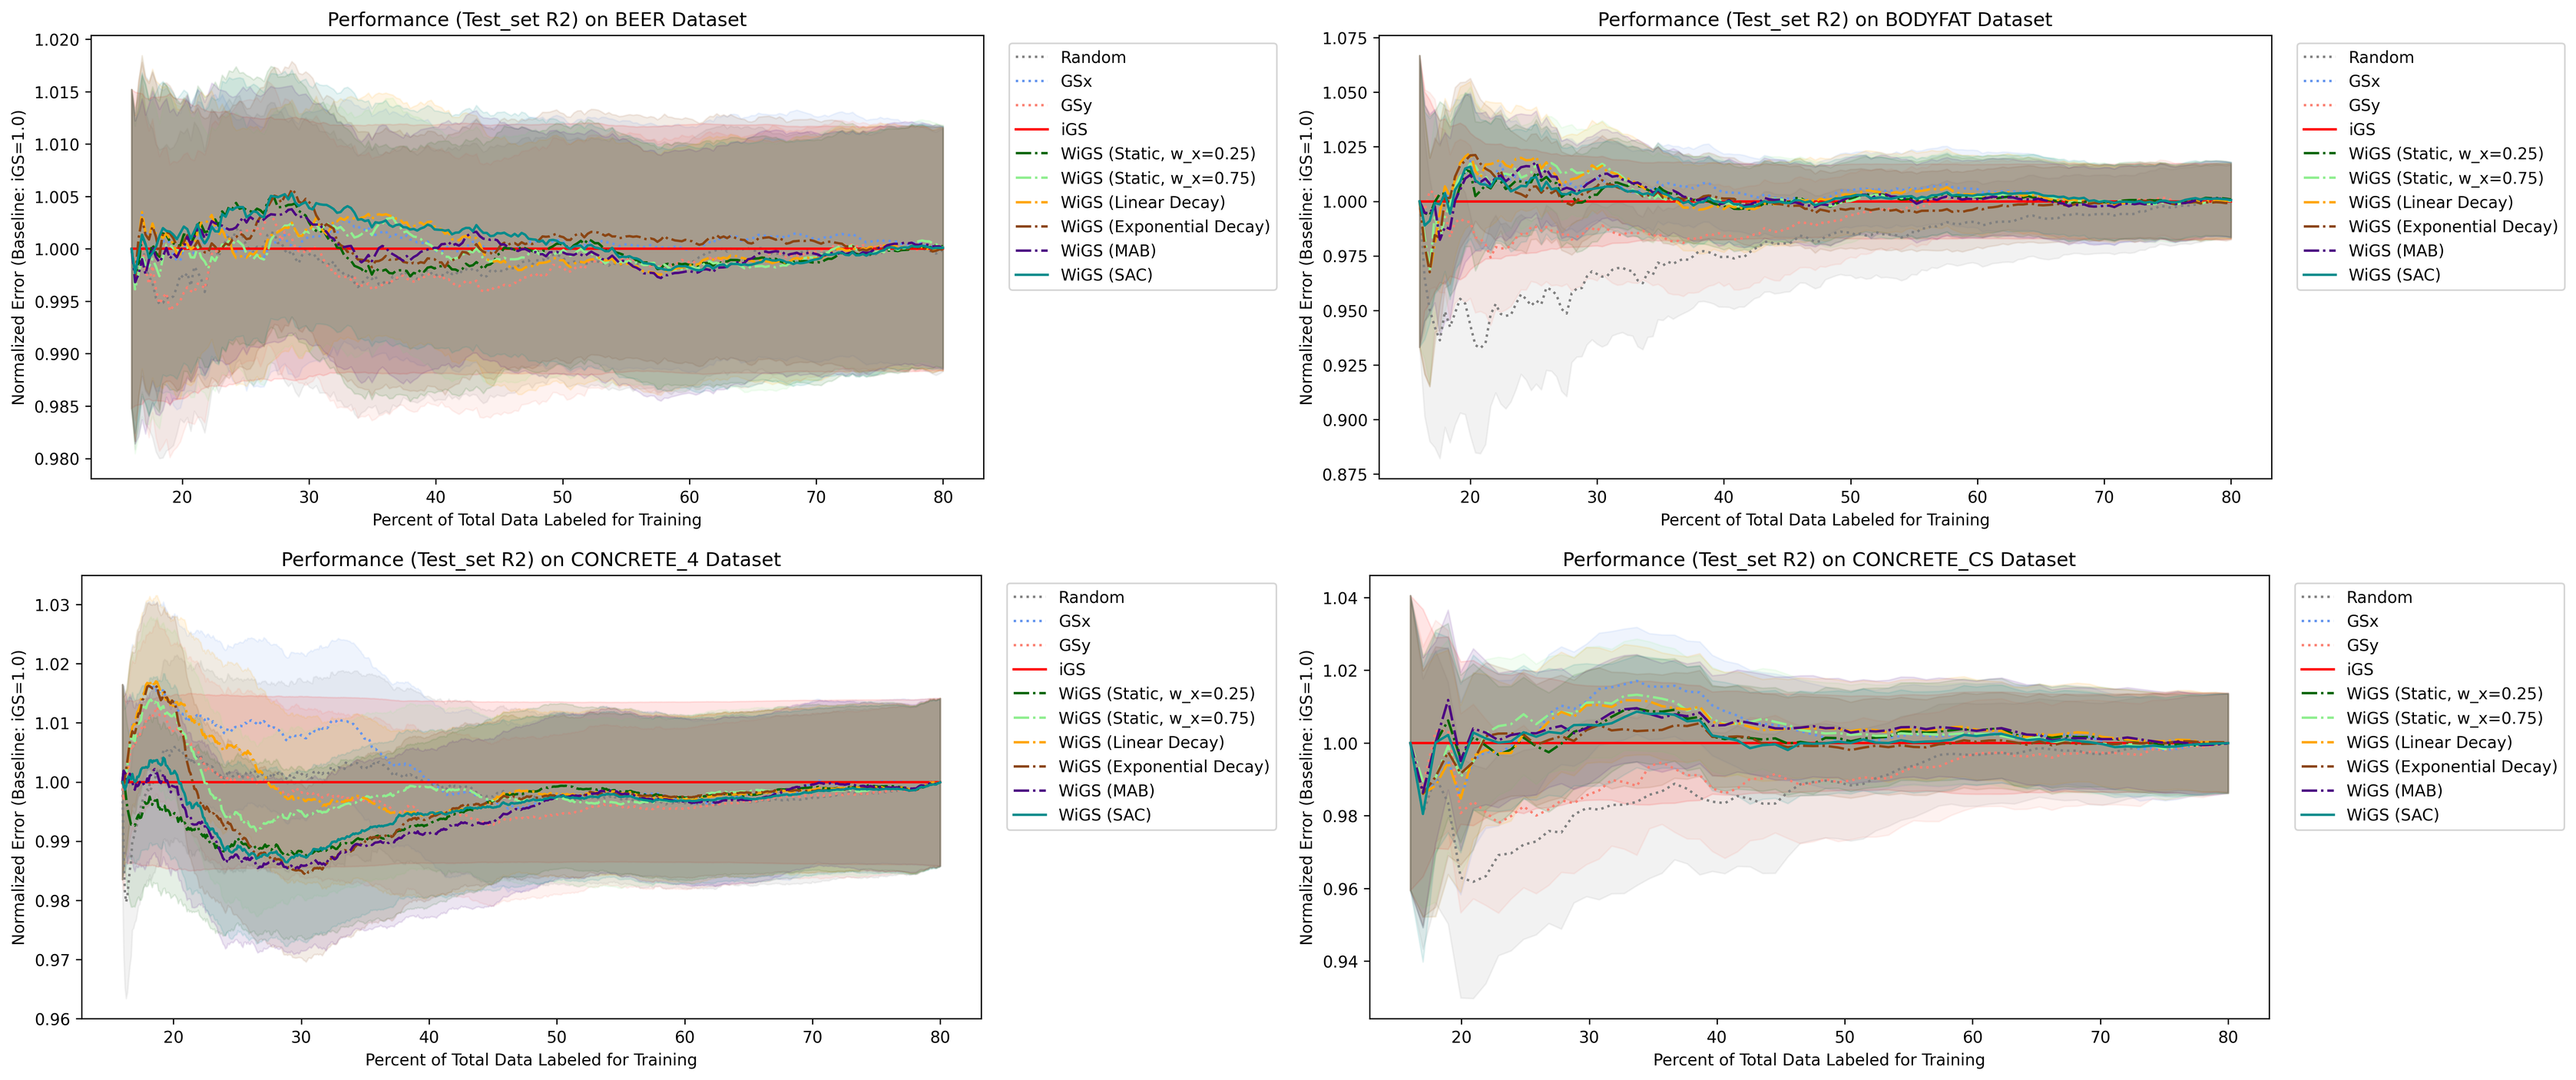 Performance (Test_set R2) on BEER Dataset
Normalized Error (Baseline: iGS=1.0)
1.020
1.015
1.010
1.005
1.000
0.995
0.990
0.985
0.980
20 30 40 50 60 70 80
Percent of Total Data Labeled for Training
Random
GSx
GSy
iGS
WiGS (Static, w_x=0.25)
WiGS (Static, w_x=0.75)
WiGS (Linear Decay)
WiGS (Exponential Decay)
WiGS (MAB)
WiGS (SAC)
Performance (Test_set R2) on BODYFAT Dataset
Normalized Error (Baseline: iGS=1.0)
1.075
1.050
1.025
1.000
0.975
0.950
0.925
0.900
0.875
20 30 40 50 60 70 80
Percent of Total Data Labeled for Training
Random
GSx
GSy
iGS
WiGS (Static, w_x=0.25)
WiGS (Static, w_x=0.75)
WiGS (Linear Decay)
WiGS (Exponential Decay)
WiGS (MAB)
WiGS (SAC)
Performance (Test_set R2) on CONCRETE_4 Dataset
Normalized Error (Baseline: iGS=1.0)
1.03
1.02
1.01
1.00
0.99
0.98
0.97
0.96
20 30 40 50 60 70 80
Percent of Total Data Labeled for Training
Random
GSx
GSy
iGS
WiGS (Static, w_x=0.25)
WiGS (Static, w_x=0.75)
WiGS (Linear Decay)
WiGS (Exponential Decay)
WiGS (MAB)
WiGS (SAC)
Performance (Test_set R2) on CONCRETE_CS Dataset
Normalized Error (Baseline: iGS=1.0)
1.04
1.02
1.00
0.98
0.96
0.94
20 30 40 50 60 70 80
Percent of Total Data Labeled for Training
Random
GSx
GSy
iGS
WiGS (Static, w_x=0.25)
WiGS (Static, w_x=0.75)
WiGS (Linear Decay)
WiGS (Exponential Decay)
WiGS (MAB)
WiGS (SAC)